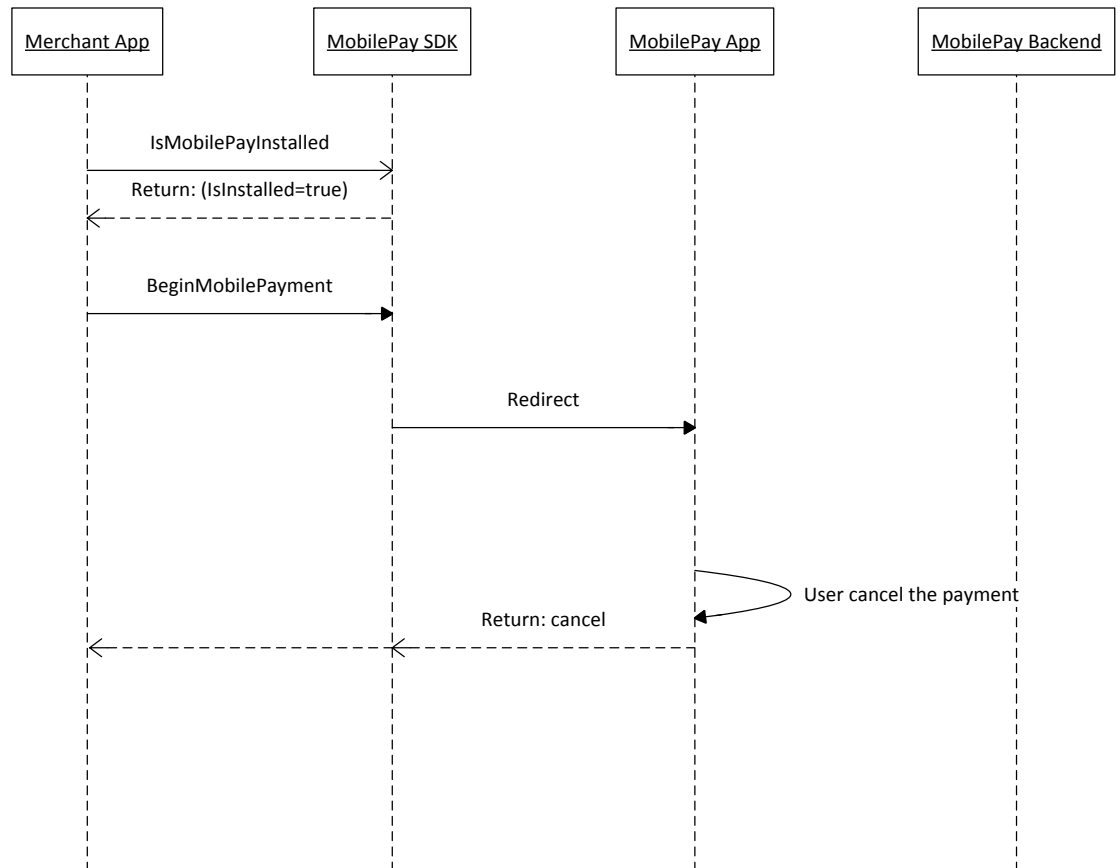 Merchant App
MobilePay SDK
MobilePay App
MobilePay Backend
IsMobilePayInstalled
Return: (IsInstalled=true)
BeginMobilePayment
Redirect
User cancel the payment
Return: cancel